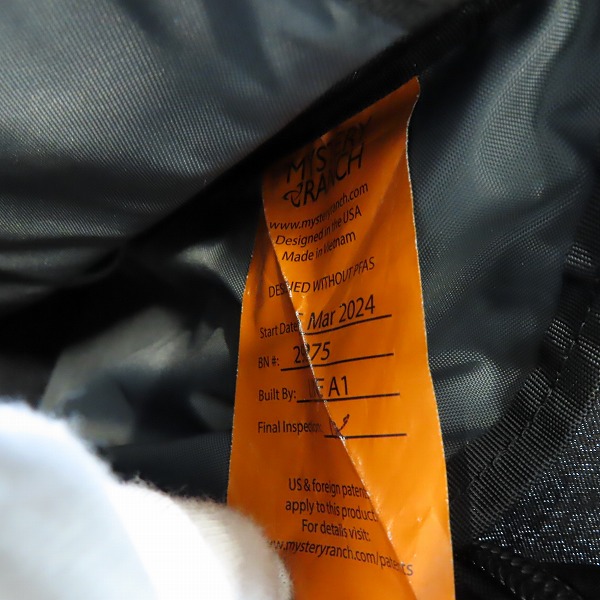 MYSTERY
RANCH
www.mysteryranch.com
Designed in the USA
Made in Vietnam
WITHOUT PFAS
Start Date Mar 2024
BN #:
Built By: A1
Final Inspection
US & foreign patents
apply to this product
For details visit:
www.mysteryranch.com/patents